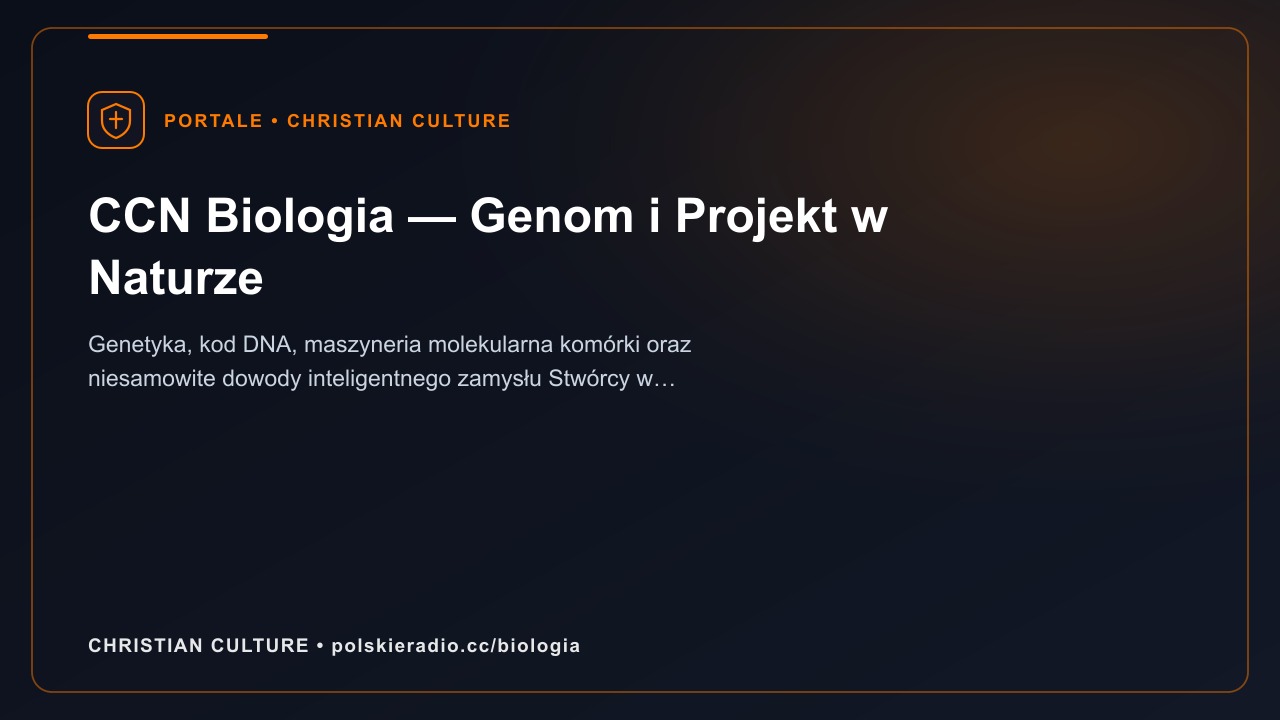 PORTALE • CHRISTIAN CULTURE
CCN Biologia — Genom i Projekt w
Naturze
Genetyka, kod DNA, maszyneria molekularna komórki oraz
niesamowite dowody inteligentnego zamysłu Stwórcy w…
CHRISTIAN CULTURE • polskieradio.cc/biologia